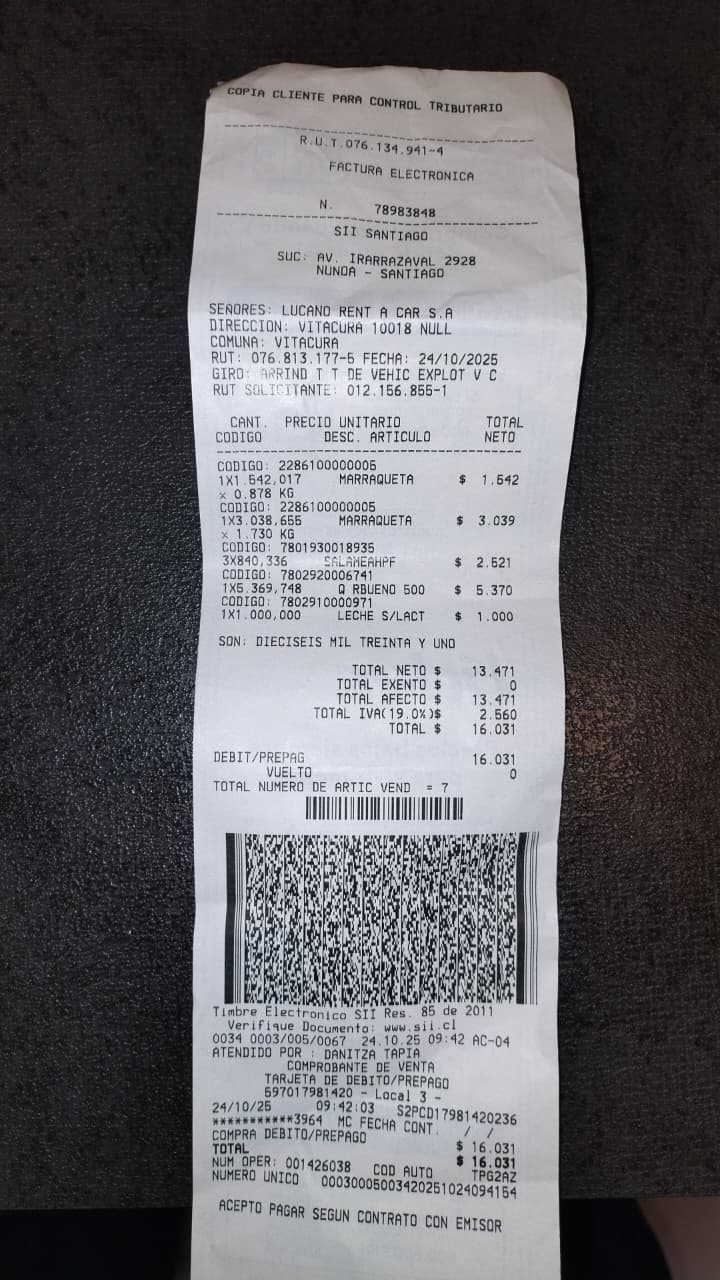 COPIA CLIENTE PARA CONTROL TRIBUTARIO
R.U.T.076.134.941-4
FACTURA ELECTRONICA
N. 78983848
SII SANTIAGO
SUC: AV. IRARRAZAVAL 2928
NUNOA - SANTIAGO
SEÑORES: LUCANO RENT A CAR S.A
DIRECCION: VITACURA 10018 NULL
COMUNA: VITACURA
RUT: 076.813.177-5 FECHA: 24/10/2025
GIRO: ARRIND T T DE VEHIC EXPLOT V C
RUT SOLICITANTE: 012.156.855-1
CANT. PRECIO UNITARIO TOTAL
CODIGO DESC. ARTICULO NETO
CODIGO: 2286100000005
1X1.542,017 MARRAQUETA $ 1.542
x 0.878 KG
CODIGO: 2286100000005
1X3.038,655 MARRAQUETA $ 3.039
x 1.730 KG
CODIGO: 7801930018935
3X840,336 SALAMEAHPF $ 2.521
CODIGO: 7802920006741
1X5.369,748 Q RBUENO 500 $ 5.370
CODIGO: 7802910000971
1X1.000,000 LECHE S/LACT $ 1.000
SON: DIECISEIS MIL TREINTA Y UNO
TOTAL NETO $ 13.471
TOTAL EXENTO $ 0
TOTAL AFECTO $ 13.471
TOTAL IVA(19.0%)$ 2.560
TOTAL $ 16.031
DEBIT/PREPAG 16.031
VUELTO 0
TOTAL NUMERO DE ARTIC VEND = 7
Timbre Electronico SII Res. 85 de 2011
Verifique Documento: www.sii.cl
0034 0003/005/0067 24.10.25 09:42 AC-04
ATENDIDO POR : DANITZA TAPIA
COMPROBANTE DE VENTA
TARJETA DE DEBITO/PREPAGO
597017981420 - Local 3 -
24/10/25 09:42:03 S2PCD17981420236
***********3964 MC FECHA CONT. / /
COMPRA DEBITO/PREPAGO $ 16.031
TOTAL $ 16.031
NUM OPER: 001426038 COD AUTO TPG2AZ
NUMERO UNICO 00030005003420251024094154
ACEPTO PAGAR SEGUN CONTRATO CON EMISOR